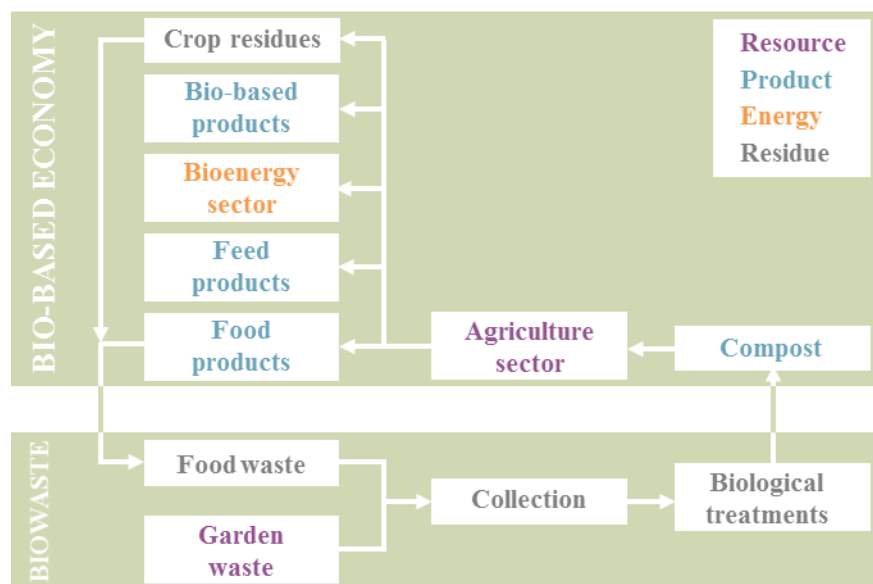 BIO-BASED ECONOMY
Crop residues
Bio-based
products
Bioenergy
sector
Feed
products
Food
products
Agriculture
sector
Compost
Resource
Product
Energy
Residue
BIOWASTE
Food waste
Garden
waste
Collection
Biological
treatments